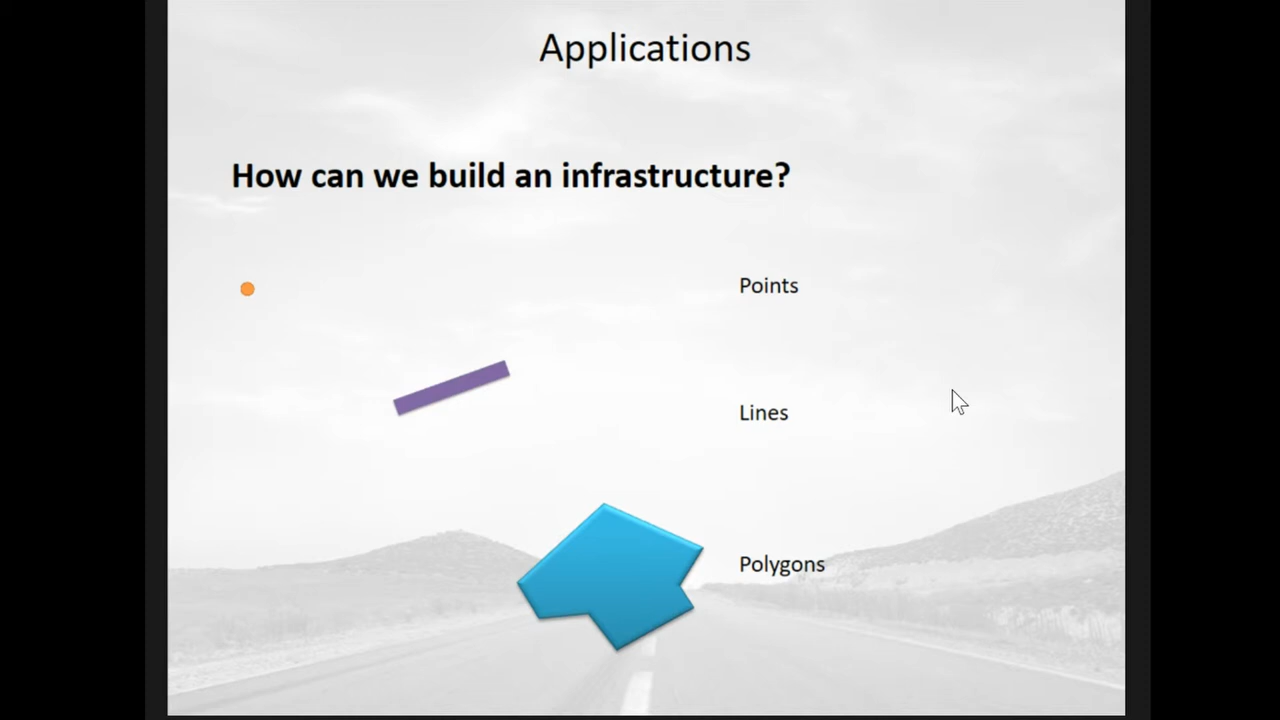 Applications
How can we build an infrastructure?
Points
Lines
Polygons